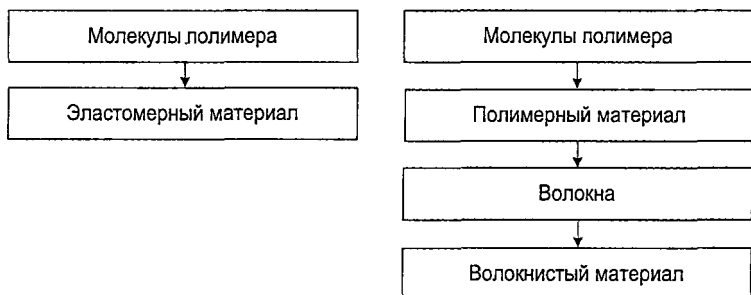 Молекулы полимера
Эластомерный материал
Молекулы полимера
Полимерный материал
Волокна
Волокнистый материал